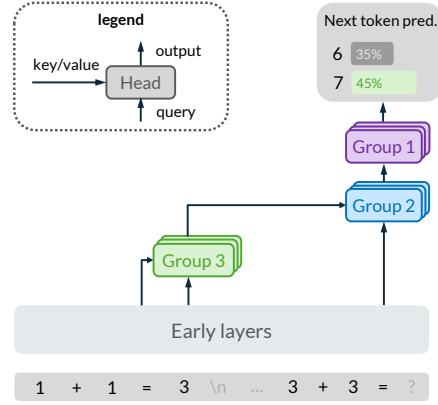 legend
output
key/value
Head
query
Next token pred.
6 35%
7 45%
Group 1
Group 2
Group 3
Early layers
1 + 1 = 3 \n ... 3 + 3 = ?